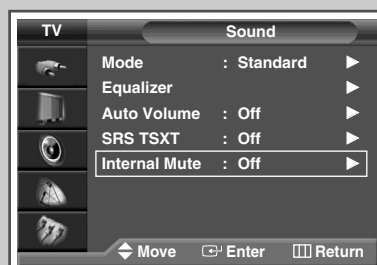 TV Sound
Mode : Standard
Equalizer
Auto Volume : Off
SRS TSXT : Off
Internal Mute : Off
Move Enter Return